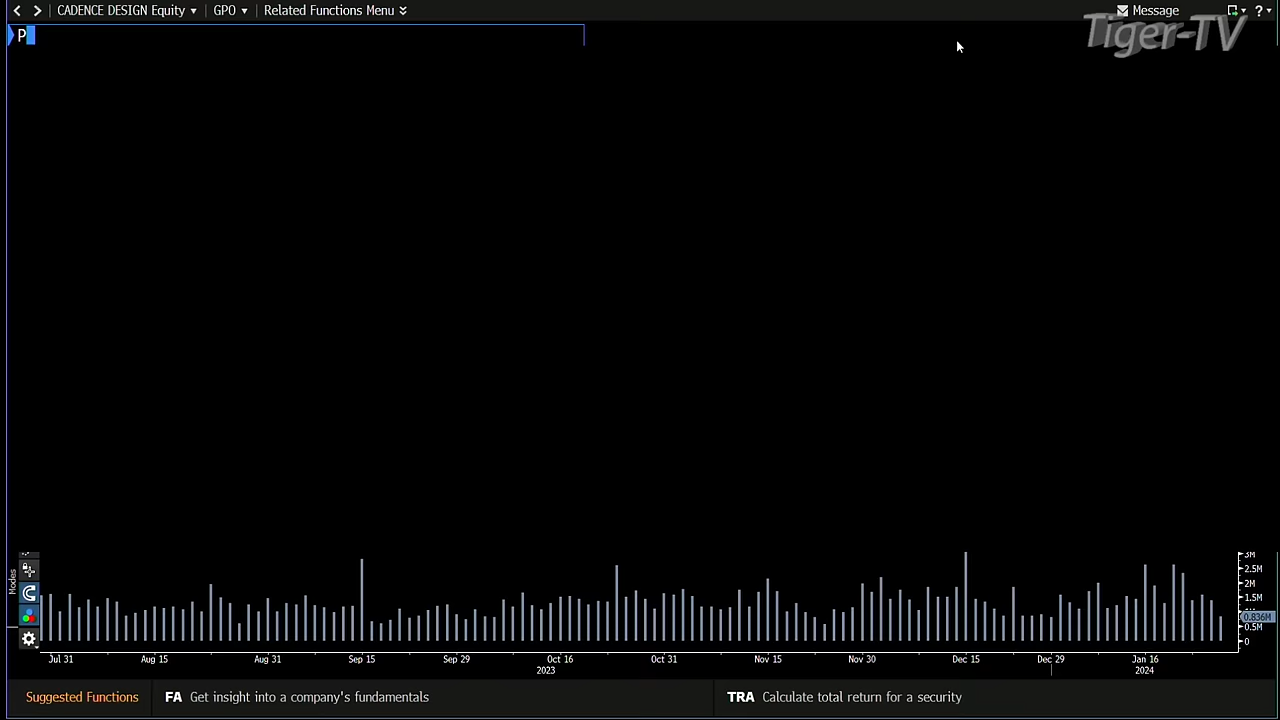 CADENCE DESIGN Equity GPO Related Functions Menu Message ?
Tiger-TV
P
Modes
3M
2.5M
2M
1.5M
1M
0.836M
0.5M
0
Jul 31 Aug 15 Aug 31 Sep 15 Sep 29 Oct 16 Oct 31 Nov 15 Nov 30 Dec 15 Dec 29 Jan 16
2023 2024
Suggested Functions FA Get insight into a company's fundamentals TRA Calculate total return for a security